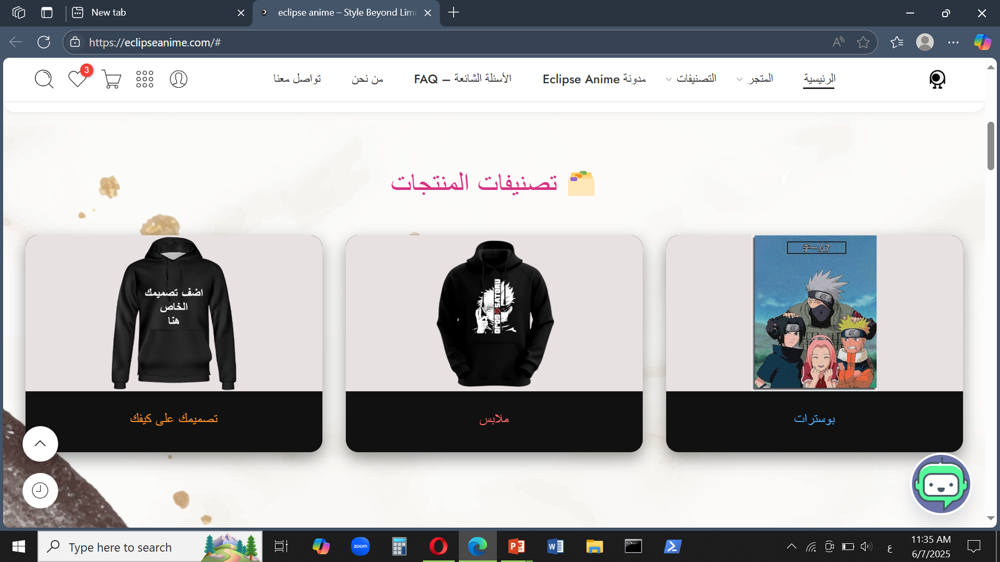 New tab
eclipse anime – Style Beyond Limi
https://eclipseanime.com/#
3
الرئيسية
المتجر
التصنيفات
مدونة Eclipse Anime
الأسئلة الشائعة – FAQ
من نحن
تواصل معنا
تصنيفات المنتجات
チーム7
GOJO SATORU
اضف تصميمك
الخاص
هنا
بوسترات
ملابس
تصميمك على كيفك
Type here to search
zoom
ع
11:35 AM
6/7/2025